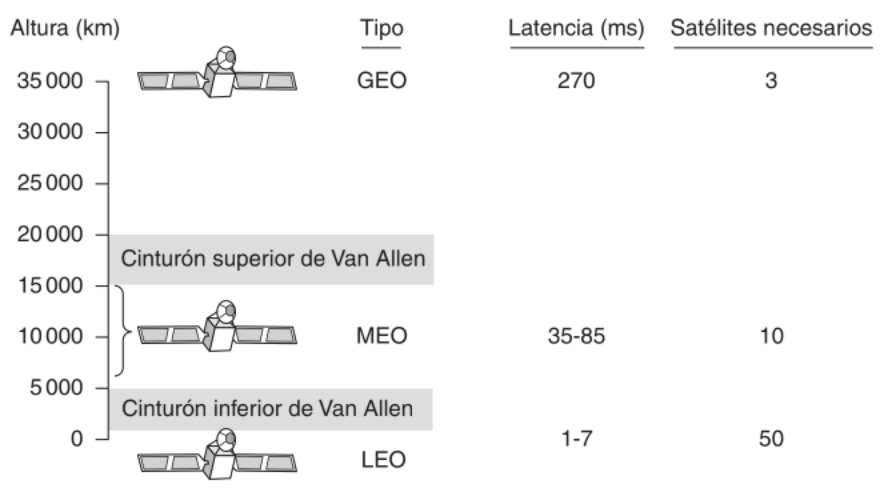 Altura (km) Tipo Latencia (ms) Satélites necesarios
35 000 GEO 270 3
30 000
25 000
20 000
Cinturón superior de Van Allen
15 000
10 000 MEO 35-85 10
5 000
Cinturón inferior de Van Allen
0 1-7 50
LEO